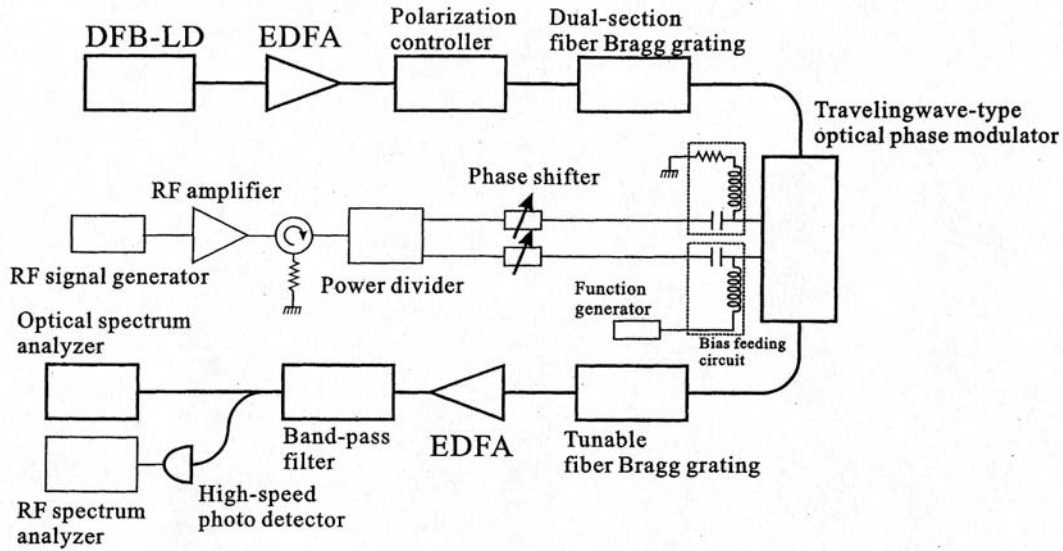 DFB-LD
EDFA
Polarization
controller
Dual-section
fiber Bragg grating
Travelingwave-type
optical phase modulator
RF amplifier
Phase shifter
RF signal generator
Power divider
Function
generator
Bias feeding
circuit
Optical spectrum
analyzer
Band-pass
filter
EDFA
Tunable
fiber Bragg grating
High-speed
photo detector
RF spectrum
analyzer